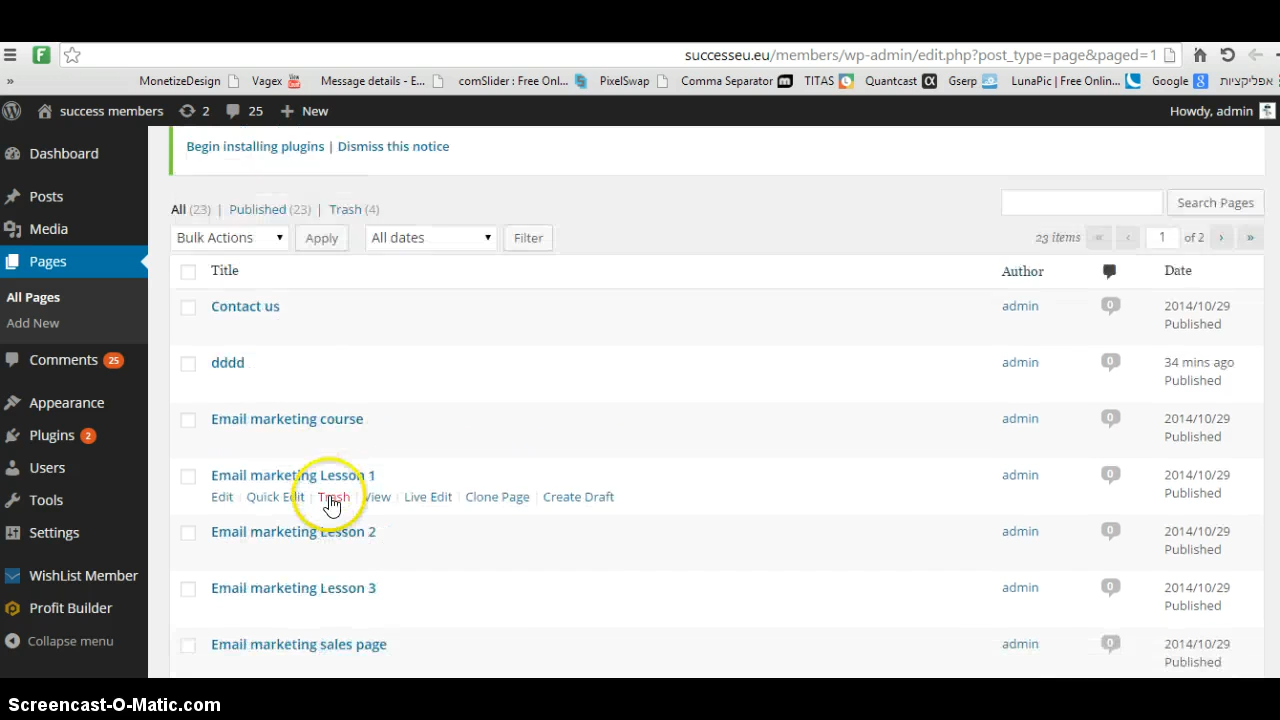 successeu.eu/members/wp-admin/edit.php?post_type=page&paged=1
» MonetizeDesign Vagex Message details - E... comSlider : Free Onl... PixelSwap Comma Separator TITAS Quantcast Gserp LunaPic | Free Online... Google אפליקציות
success members 2 25 + New Howdy, admin
Begin installing plugins | Dismiss this notice
Dashboard
Posts
Media
Pages
All Pages
Add New
Comments 25
Appearance
Plugins 2
Users
Tools
Settings
WishList Member
Profit Builder
Collapse menu
All (23) | Published (23) | Trash (4)
Search Pages
Bulk Actions Apply All dates Filter
23 items « ‹ 1 of 2 › »
Title Author Date
Contact us admin 0 2014/10/29
Published
dddd admin 0 34 mins ago
Published
Email marketing course admin 0 2014/10/29
Published
Email marketing Lesson 1 admin 0 2014/10/29
Edit | Quick Edit | Trash | View | Live Edit | Clone Page | Create Draft
Published
Email marketing Lesson 2 admin 0 2014/10/29
Published
Email marketing Lesson 3 admin 0 2014/10/29
Published
Email marketing sales page admin 0 2014/10/29
Published
Screencast-O-Matic.com